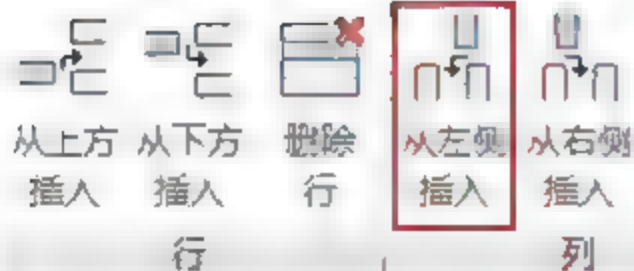 从上方 从下方 删除 从左侧 从右侧
插入 插入 行 插入 插入
行 列